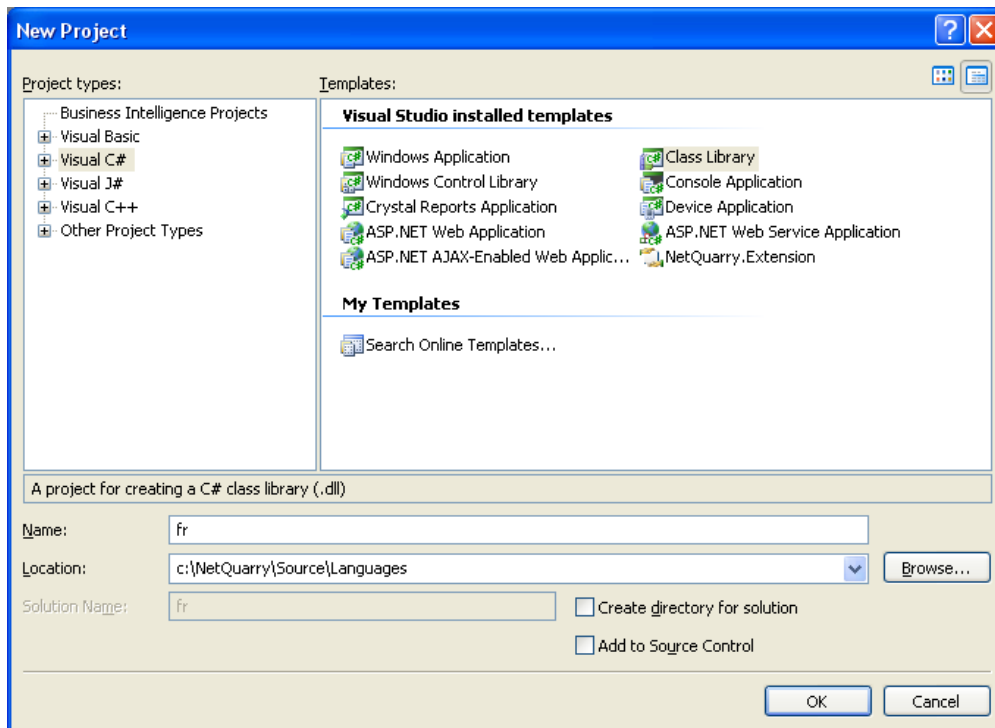 New Project
Project types:
Templates:
Business Intelligence Projects
Visual Basic
Visual C#
Visual J#
Visual C++
Other Project Types
Visual Studio installed templates
Windows Application
Class Library
Windows Control Library
Console Application
Crystal Reports Application
Device Application
ASP.NET Web Application
ASP.NET Web Service Application
ASP.NET AJAX-Enabled Web Applic...
NetQuarry.Extension
My Templates
Search Online Templates...
A project for creating a C# class library (.dll)
Name:
fr
Location:
c:\NetQuarry\Source\Languages
Browse...
Solution Name:
fr
Create directory for solution
Add to Source Control
OK
Cancel